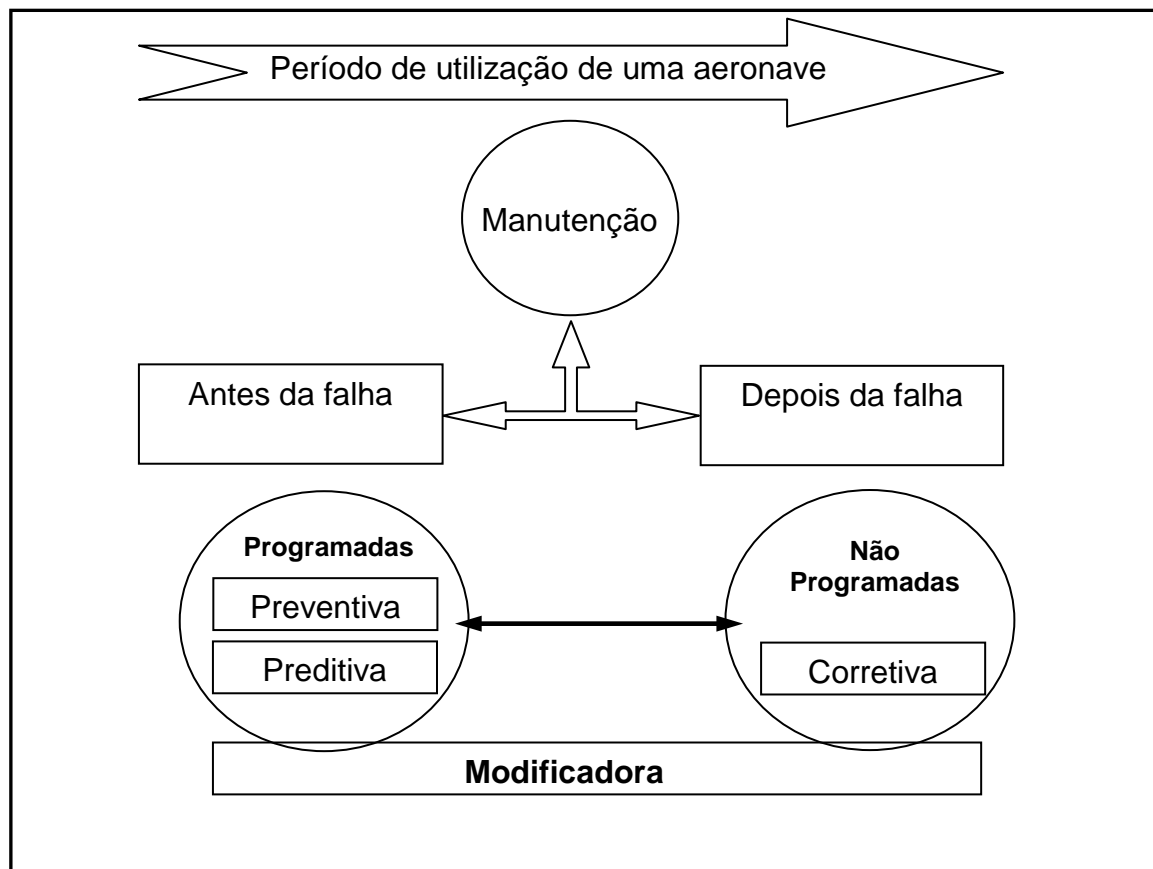 Período de utilização de uma aeronave
Manutenção
Antes da falha
Depois da falha
Programadas
Preventiva
Preditiva
Não
Programadas
Corretiva
Modificadora